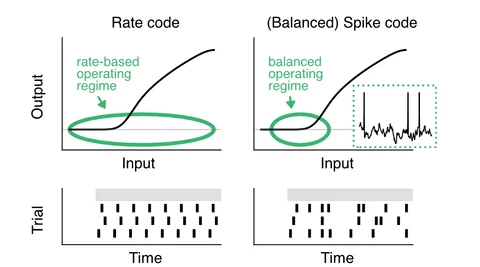 Rate code
(Balanced) Spike code
rate-based
operating
regime
balanced
operating
regime
Output
Input
Input
Trial
Time
Time